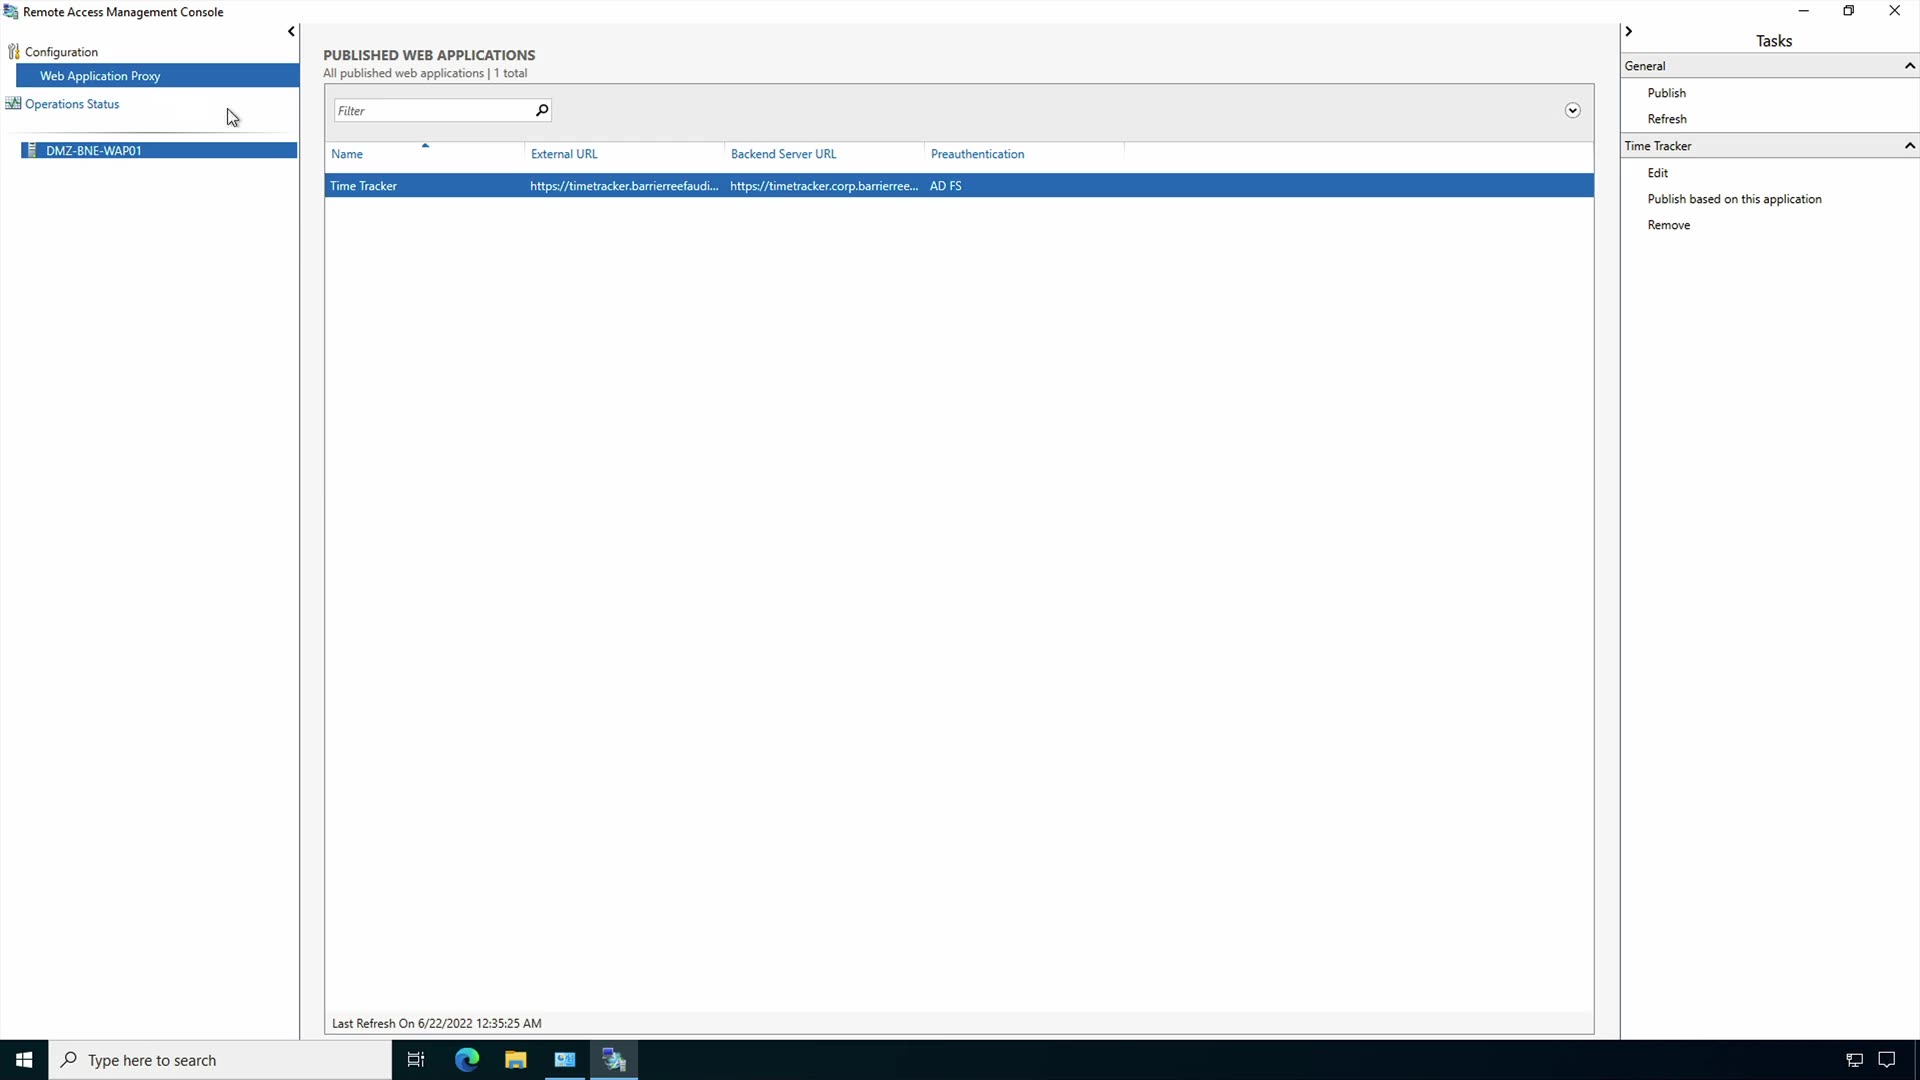 Remote Access Management Console
Configuration
Web Application Proxy
Operations Status
DMZ-BNE-WAP01
PUBLISHED WEB APPLICATIONS
All published web applications | 1 total
Filter
Name External URL Backend Server URL Preauthentication
Time Tracker https://timetracker.barrierreefaudi... https://timetracker.corp.barrierree... AD FS
Last Refresh On 6/22/2022 12:35:25 AM
Tasks
General
Publish
Refresh
Time Tracker
Edit
Publish based on this application
Remove
Type here to search